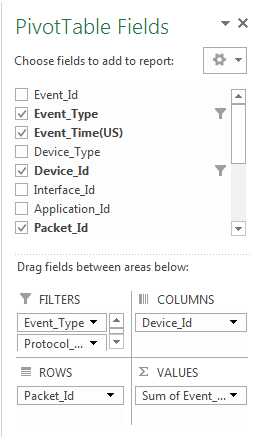 PivotTable Fields
Choose fields to add to report:
Event_Id
Event_Type
Event_Time(US)
Device_Type
Device_Id
Interface_Id
Application_Id
Packet_Id
Drag fields between areas below:
FILTERS
COLUMNS
Event_Type
Device_Id
Protocol_...
ROWS
Σ VALUES
Packet_Id
Sum of Event_...